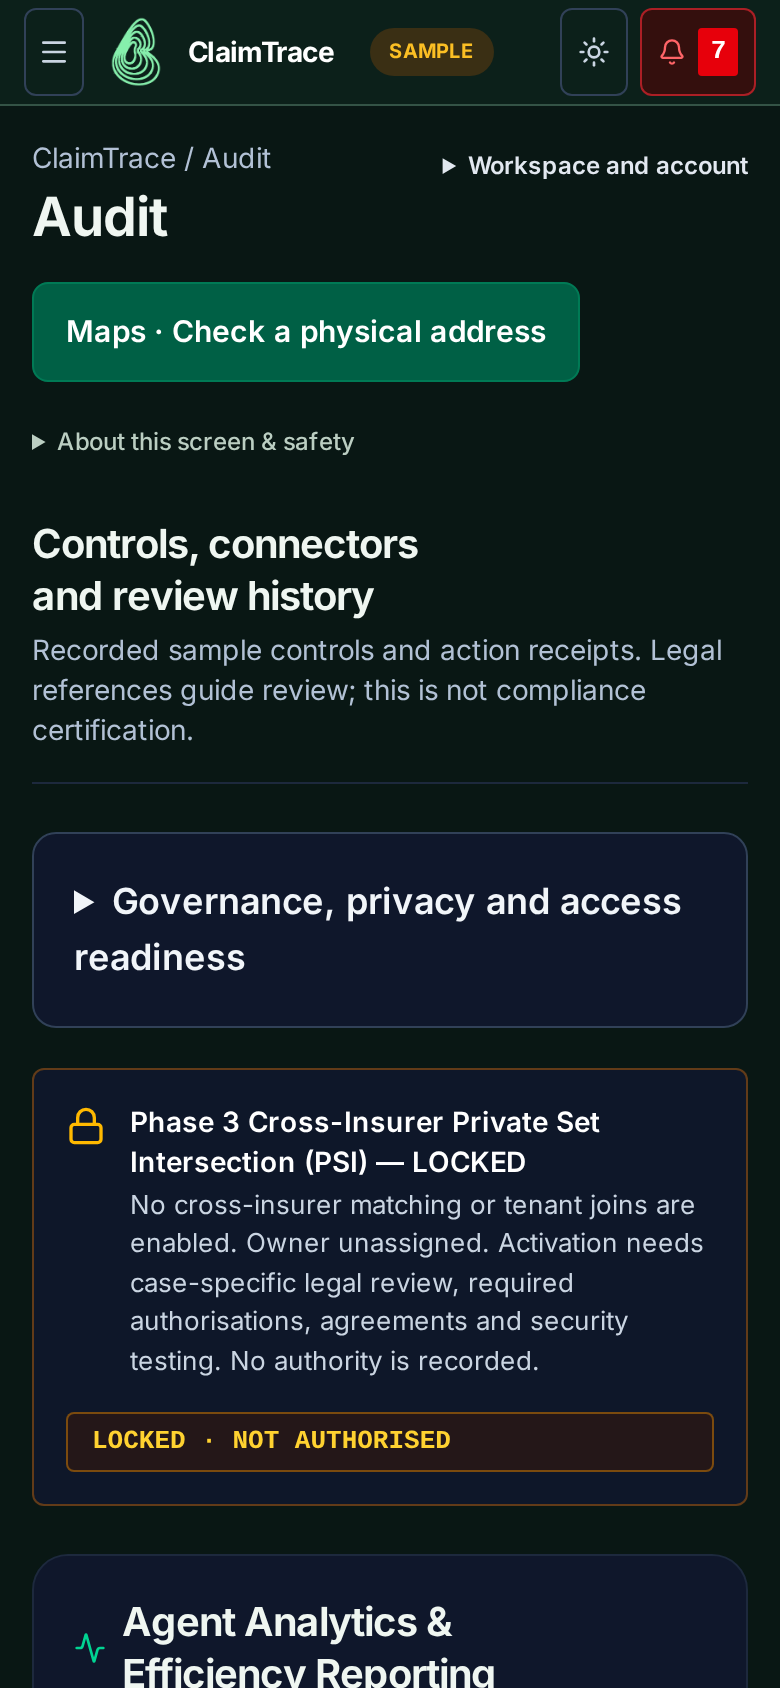 ClaimTrace
SAMPLE
7
ClaimTrace / Audit
Workspace and account
Audit
Maps · Check a physical address
About this screen & safety
Controls, connectors
and review history
Recorded sample controls and action receipts. Legal
references guide review; this is not compliance
certification.
Governance, privacy and access
readiness
Phase 3 Cross-Insurer Private Set
Intersection (PSI) — LOCKED
No cross-insurer matching or tenant joins are
enabled. Owner unassigned. Activation needs
case-specific legal review, required
authorisations, agreements and security
testing. No authority is recorded.
LOCKED · NOT AUTHORISED
Agent Analytics &
Efficiency Reporting